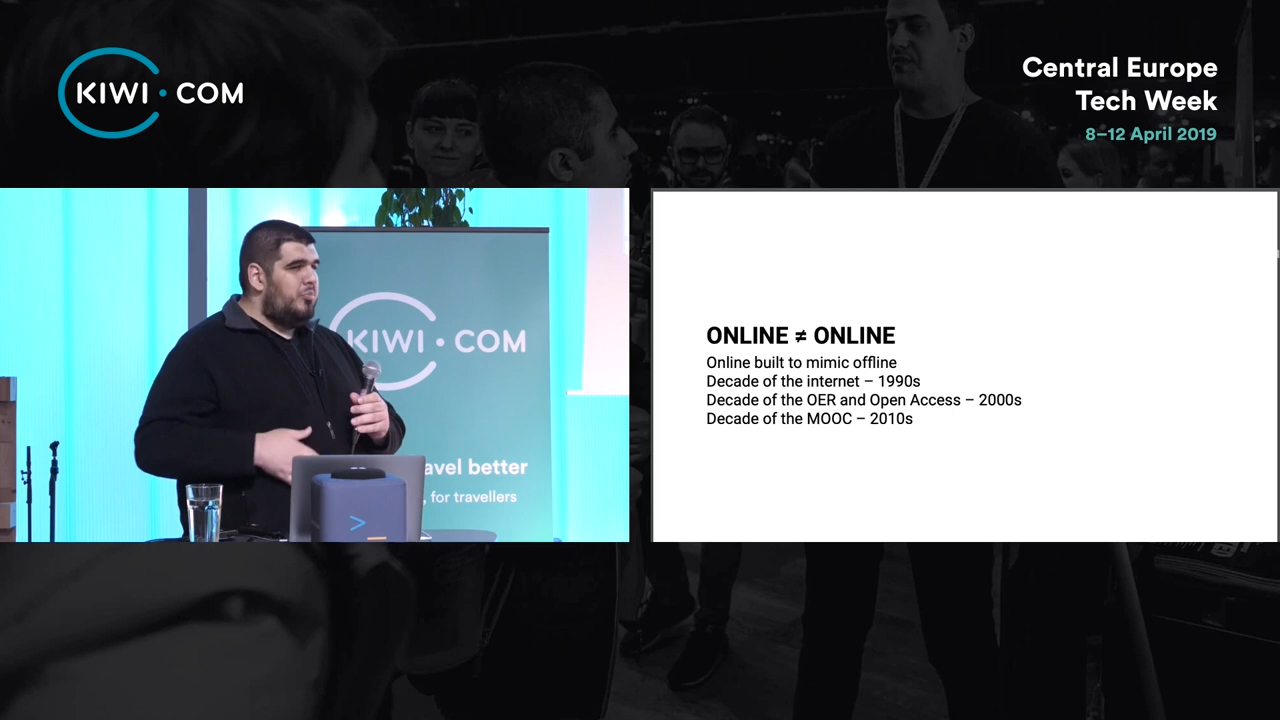 KIWI.COM
Central Europe
Tech Week
8–12 April 2019
KIWI.COM
avel better
, for travellers
>_
ONLINE ≠ ONLINE
Online built to mimic offline
Decade of the internet – 1990s
Decade of the OER and Open Access – 2000s
Decade of the MOOC – 2010s